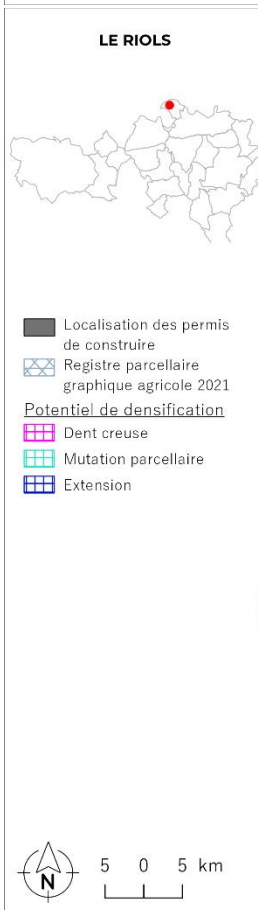 LE RIOLS
Localisation des permis
de construire
Registre parcellaire
graphique agricole 2021
Potentiel de densification
Dent creuse
Mutation parcellaire
Extension
N
5 0 5 km